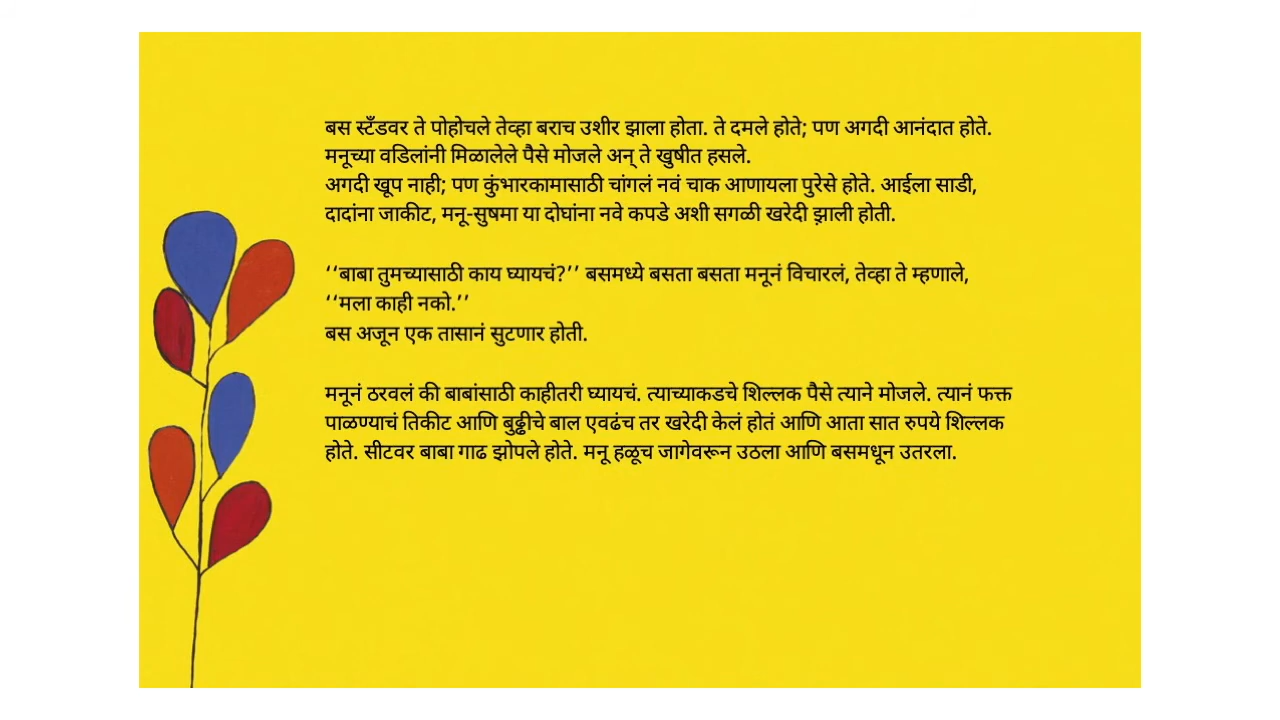 बस स्टँडवर ते पोहोचले तेव्हा बराच उशीर झाला होता. ते दमले होते; पण अगदी आनंदात होते.
मनूच्या वडिलांनी मिळालेले पैसे मोजले अन् ते खुषीत हसले.
अगदी खूप नाही; पण कुंभारकामासाठी चांगलं नवं चाक आणायला पुरेसे होते. आईला साडी,
दादांना जाकीट, मनू-सुषमा या दोघांना नवे कपडे अशी सगळी खरेदी झाली होती.
‘‘बाबा तुमच्यासाठी काय घ्यायचं?’’ बसमध्ये बसता बसता मनूनं विचारलं, तेव्हा ते म्हणाले,
‘‘मला काही नको.’’
बस अजून एक तासानं सुटणार होती.
मनूनं ठरवलं की बाबांसाठी काहीतरी घ्यायचं. त्याच्याकडचे शिल्लक पैसे त्याने मोजले. त्यानं फक्त
पाळण्याचं तिकीट आणि बुढ्ढीचे बाल एवढंच तर खरेदी केलं होतं आणि आता सात रुपये शिल्लक
होते. सीटवर बाबा गाढ झोपले होते. मनू हळूच जागेवरून उठला आणि बसमधून उतरला.